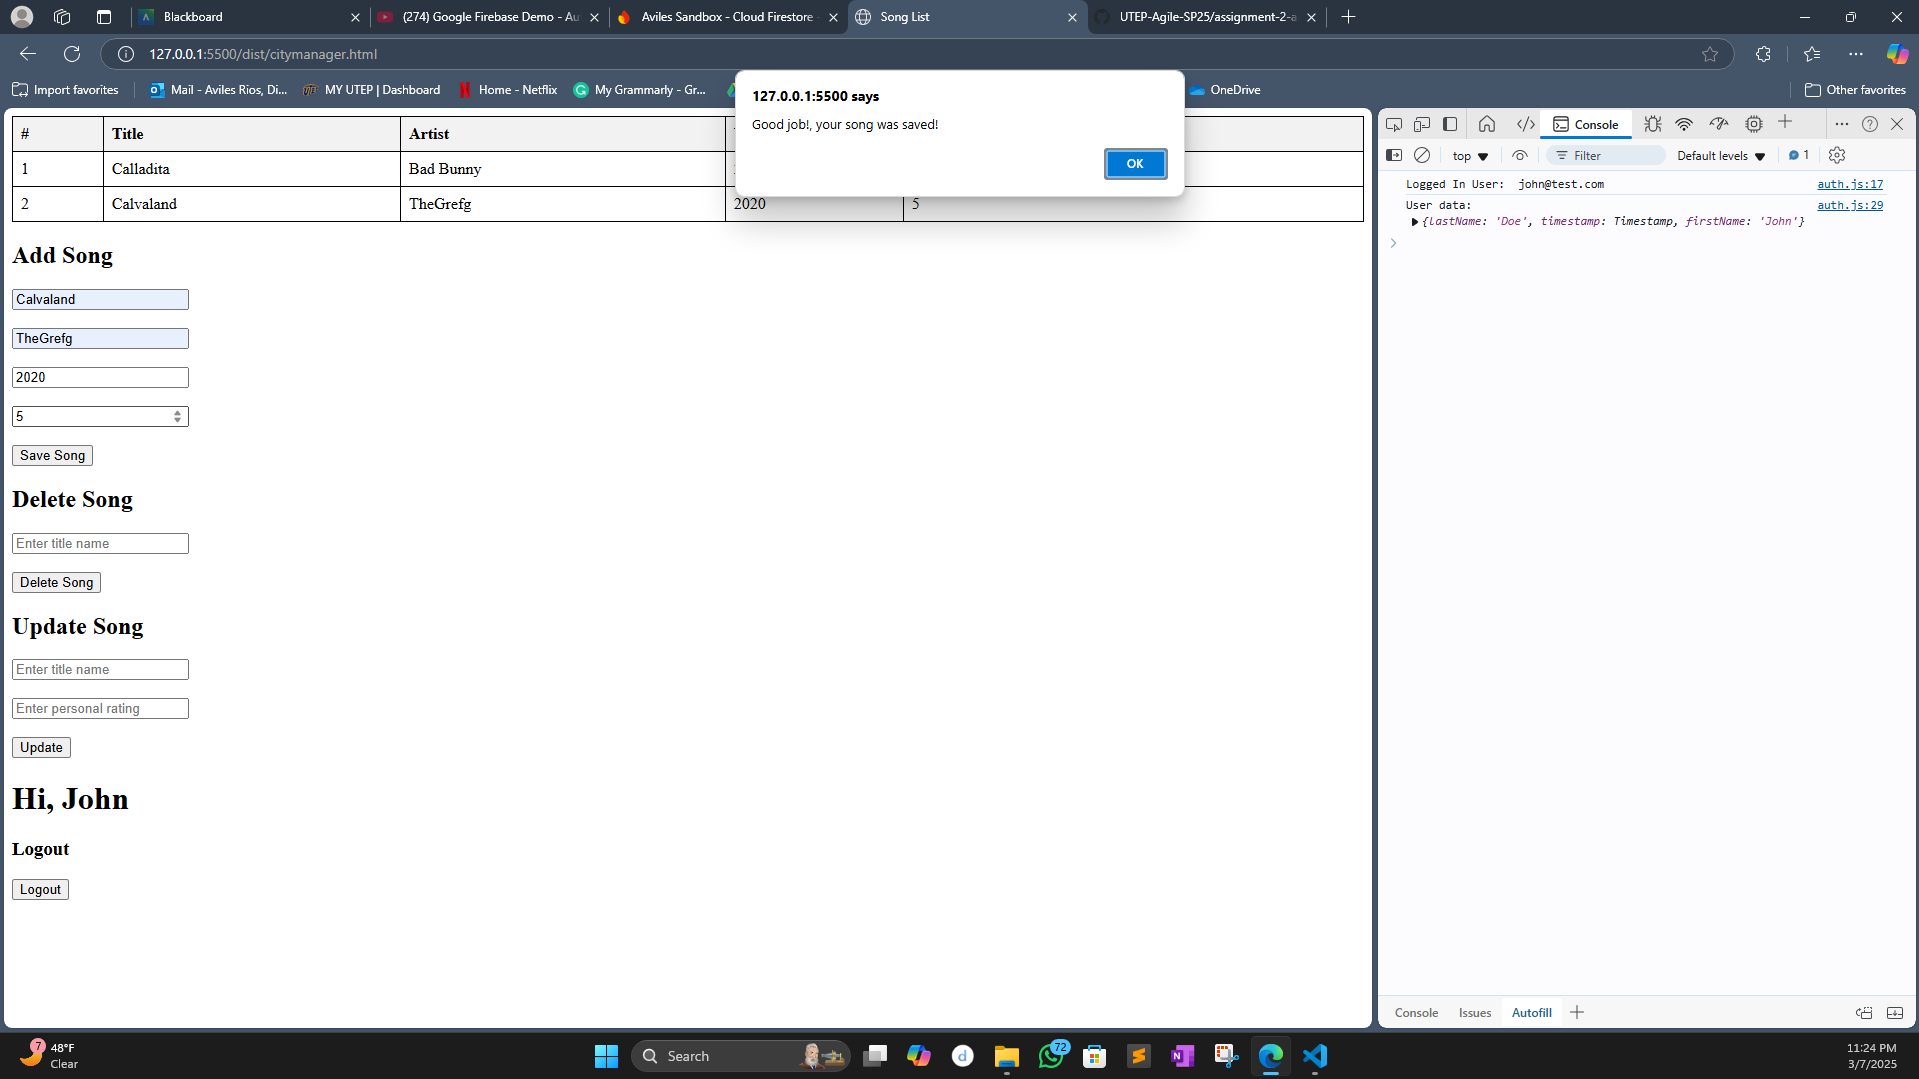 Blackboard
(274) Google Firebase Demo - Au
Aviles Sandbox - Cloud Firestore -
Song List
UTEP-Agile-SP25/assignment-2-a
127.0.0.1:5500/dist/citymanager.html
Import favorites
Mail - Aviles Rios, Di...
MY UTEP | Dashboard
Home - Netflix
My Grammarly - Gr...
OneDrive
Other favorites
127.0.0.1:5500 says
Good job!, your song was saved!
OK
# Title Artist
1 Calladita Bad Bunny
2 Calvaland TheGrefg 2020 5
Add Song
Calvaland
TheGrefg
2020
5
Save Song
Delete Song
Enter title name
Delete Song
Update Song
Enter title name
Enter personal rating
Update
Hi, John
Logout
Logout
Console
top
Filter
Default levels
1
Logged In User: john@test.com auth.js:17
User data: auth.js:29
{lastName: 'Doe', timestamp: Timestamp, firstName: 'John'}
Console Issues Autofill
7
48°F
Clear
Search
72
11:24 PM
3/7/2025